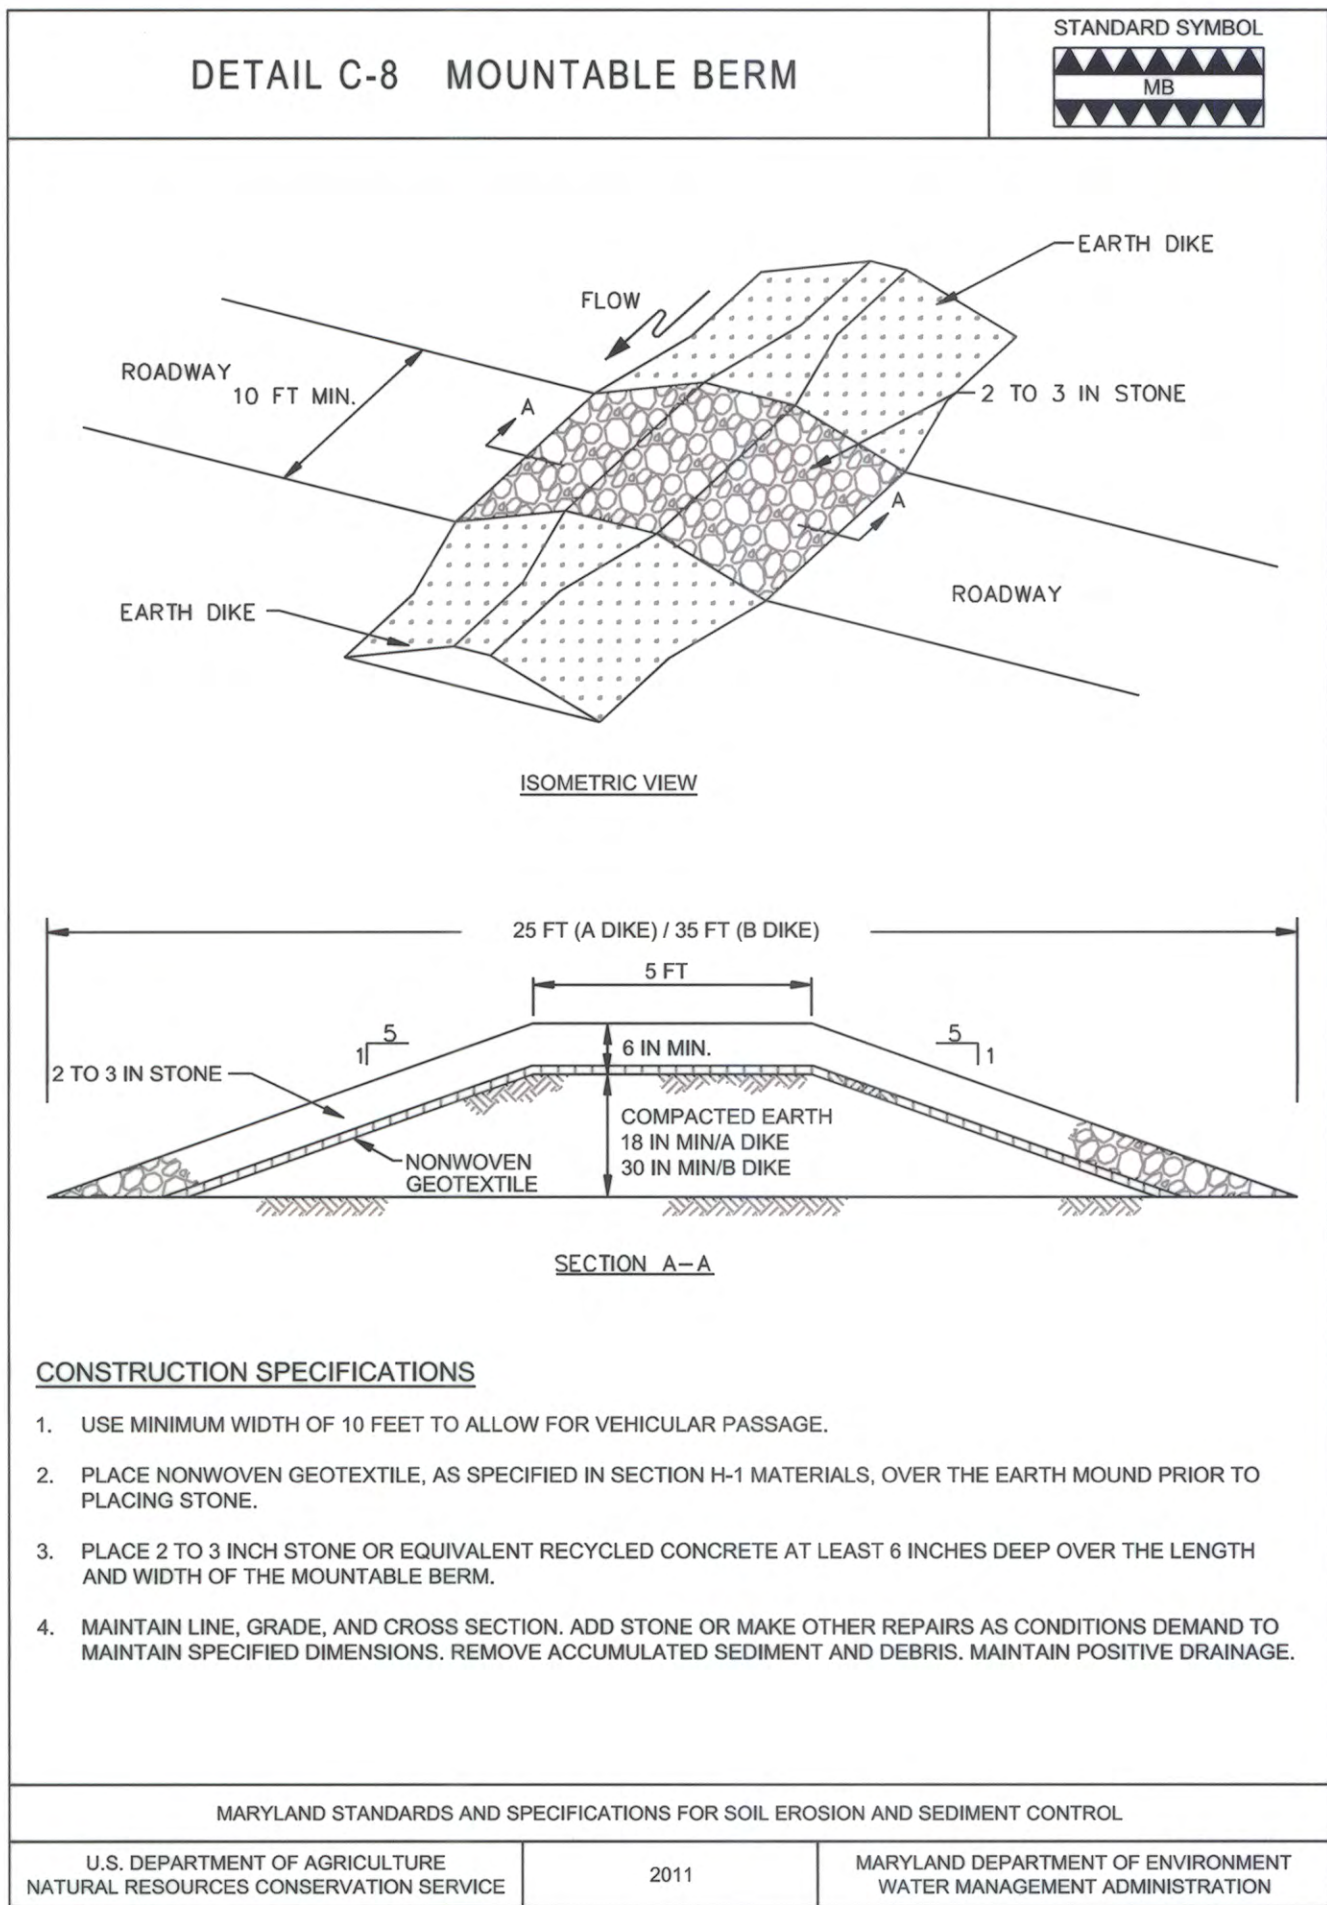 DETAIL C-8 MOUNTABLE BERM
STANDARD SYMBOL
MB
EARTH DIKE
FLOW
ROADWAY
10 FT MIN.
A
2 TO 3 IN STONE
A
ROADWAY
EARTH DIKE
ISOMETRIC VIEW
25 FT (A DIKE) / 35 FT (B DIKE)
5 FT
5
1
6 IN MIN.
5
1
2 TO 3 IN STONE
COMPACTED EARTH
18 IN MIN/A DIKE
30 IN MIN/B DIKE
NONWOVEN
GEOTEXTILE
SECTION A-A
CONSTRUCTION SPECIFICATIONS
1. USE MINIMUM WIDTH OF 10 FEET TO ALLOW FOR VEHICULAR PASSAGE.
2. PLACE NONWOVEN GEOTEXTILE, AS SPECIFIED IN SECTION H-1 MATERIALS, OVER THE EARTH MOUND PRIOR TO
PLACING STONE.
3. PLACE 2 TO 3 INCH STONE OR EQUIVALENT RECYCLED CONCRETE AT LEAST 6 INCHES DEEP OVER THE LENGTH
AND WIDTH OF THE MOUNTABLE BERM.
4. MAINTAIN LINE, GRADE, AND CROSS SECTION. ADD STONE OR MAKE OTHER REPAIRS AS CONDITIONS DEMAND TO
MAINTAIN SPECIFIED DIMENSIONS. REMOVE ACCUMULATED SEDIMENT AND DEBRIS. MAINTAIN POSITIVE DRAINAGE.
MARYLAND STANDARDS AND SPECIFICATIONS FOR SOIL EROSION AND SEDIMENT CONTROL
U.S. DEPARTMENT OF AGRICULTURE
NATURAL RESOURCES CONSERVATION SERVICE
2011
MARYLAND DEPARTMENT OF ENVIRONMENT
WATER MANAGEMENT ADMINISTRATION